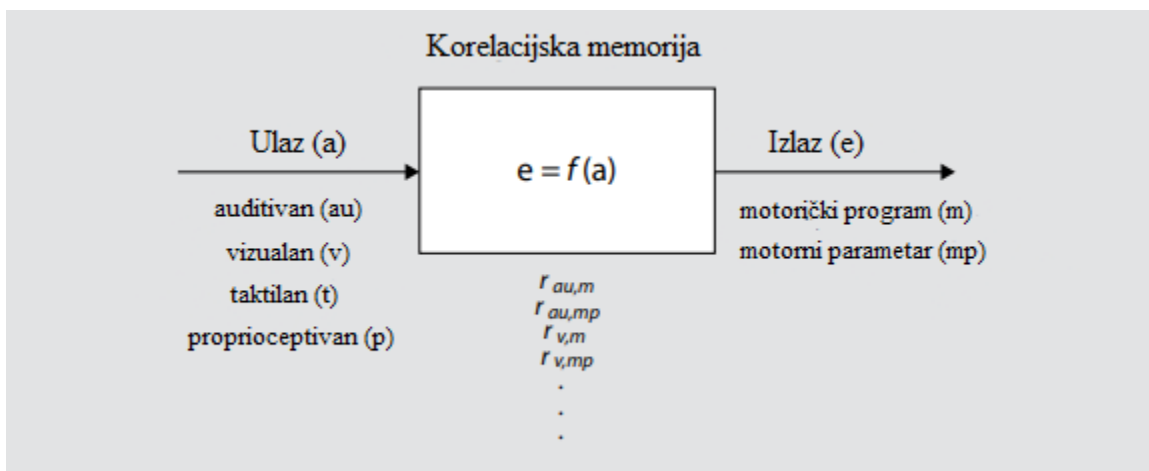 Korelacijska memorija
Ulaz (a)
auditivan (au)
vizualan (v)
taktilan (t)
proprioceptivan (p)
e = f (a)
r au,m
r au,mp
r v,m
r v,mp
.
.
.
Izlaz (e)
motorički program (m)
motorni parametar (mp)